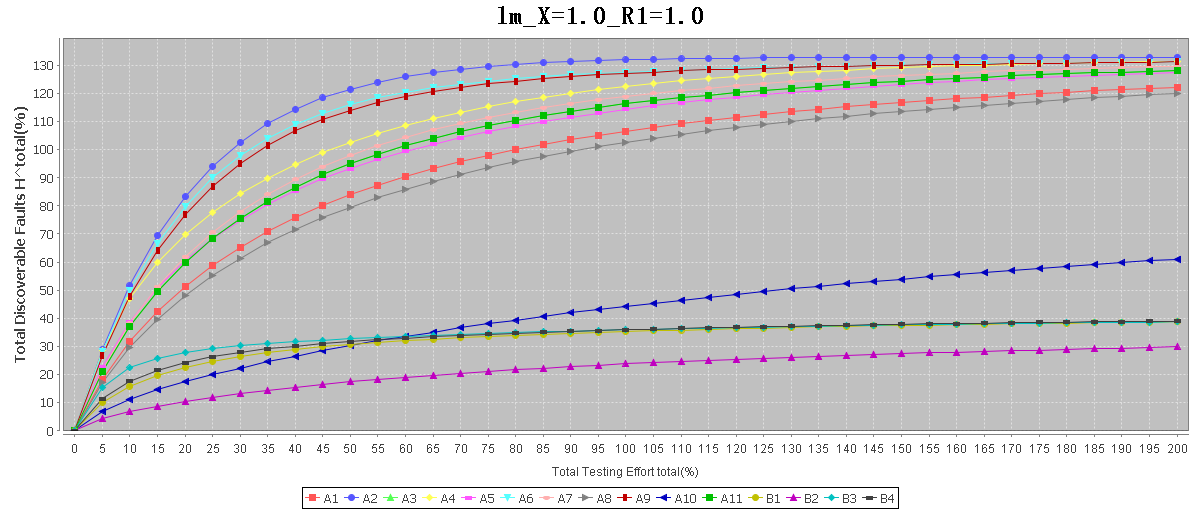 lm_X=1.0_R1=1.0
Total Discoverable Faults H^total(%)
130
120
110
100
90
80
70
60
50
40
30
20
10
0
0 5 10 15 20 25 30 35 40 45 50 55 60 65 70 75 80 85 90 95 100 105 110 115 120 125 130 135 140 145 150 155 160 165 170 175 180 185 190 195 200
Total Testing Effort total(%)
A1 A2 A3 A4 A5 A6 A7 A8 A9 A10 A11 B1 B2 B3 B4